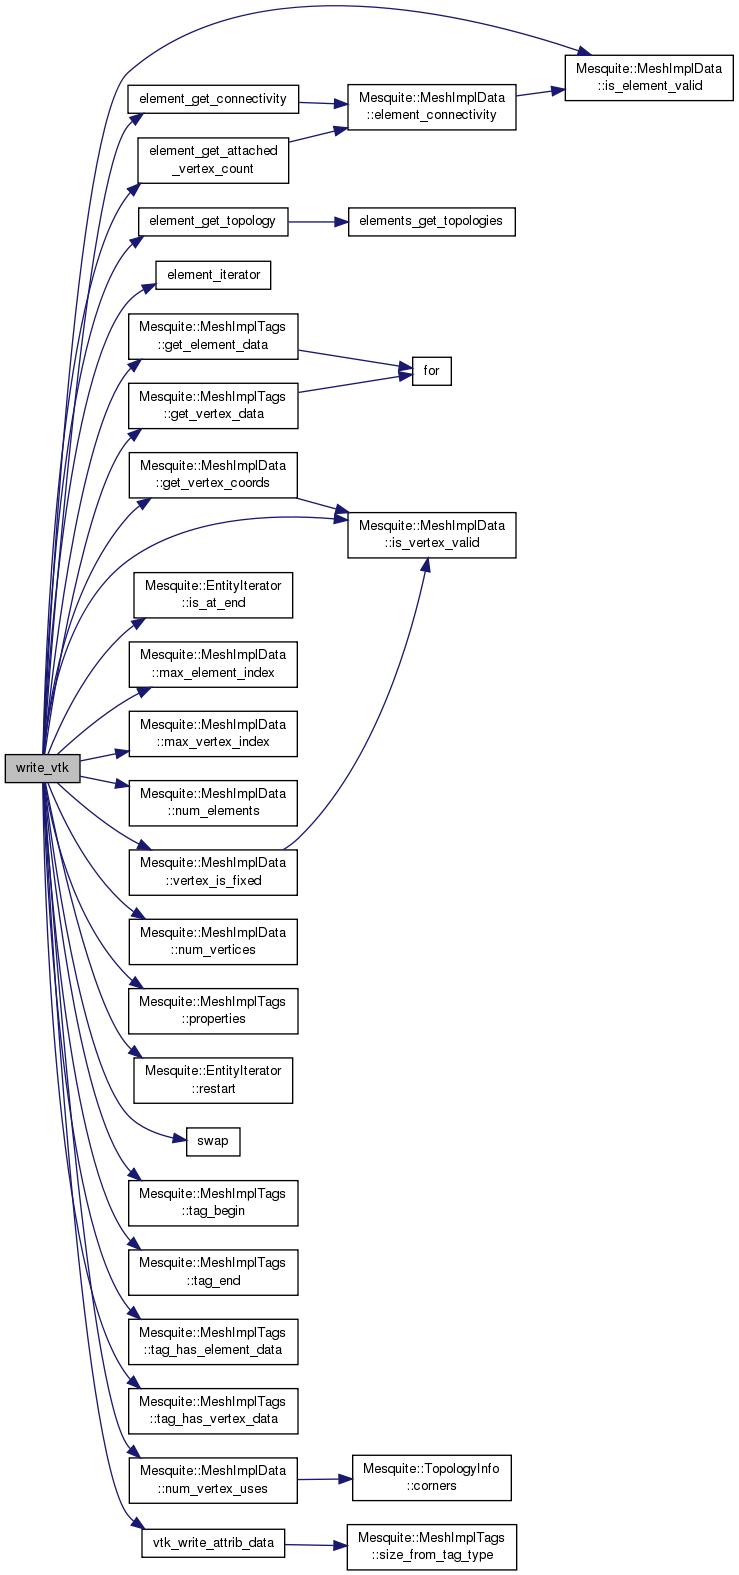 Mesquite::MeshImplData
::is_element_valid
element_get_connectivity
Mesquite::MeshImplData
::element_connectivity
element_get_attached
_vertex_count
element_get_topology
elements_get_topologies
element_iterator
Mesquite::MeshImplTags
::get_element_data
for
Mesquite::MeshImplTags
::get_vertex_data
Mesquite::MeshImplData
::get_vertex_coords
Mesquite::MeshImplData
::is_vertex_valid
Mesquite::EntityIterator
::is_at_end
Mesquite::MeshImplData
::max_element_index
Mesquite::MeshImplData
::max_vertex_index
write_vtk
Mesquite::MeshImplData
::num_elements
Mesquite::MeshImplData
::vertex_is_fixed
Mesquite::MeshImplData
::num_vertices
Mesquite::MeshImplTags
::properties
Mesquite::EntityIterator
::restart
swap
Mesquite::MeshImplTags
::tag_begin
Mesquite::MeshImplTags
::tag_end
Mesquite::MeshImplTags
::tag_has_element_data
Mesquite::MeshImplTags
::tag_has_vertex_data
Mesquite::MeshImplData
::num_vertex_uses
Mesquite::TopologyInfo
::corners
vtk_write_attrib_data
Mesquite::MeshImplTags
::size_from_tag_type